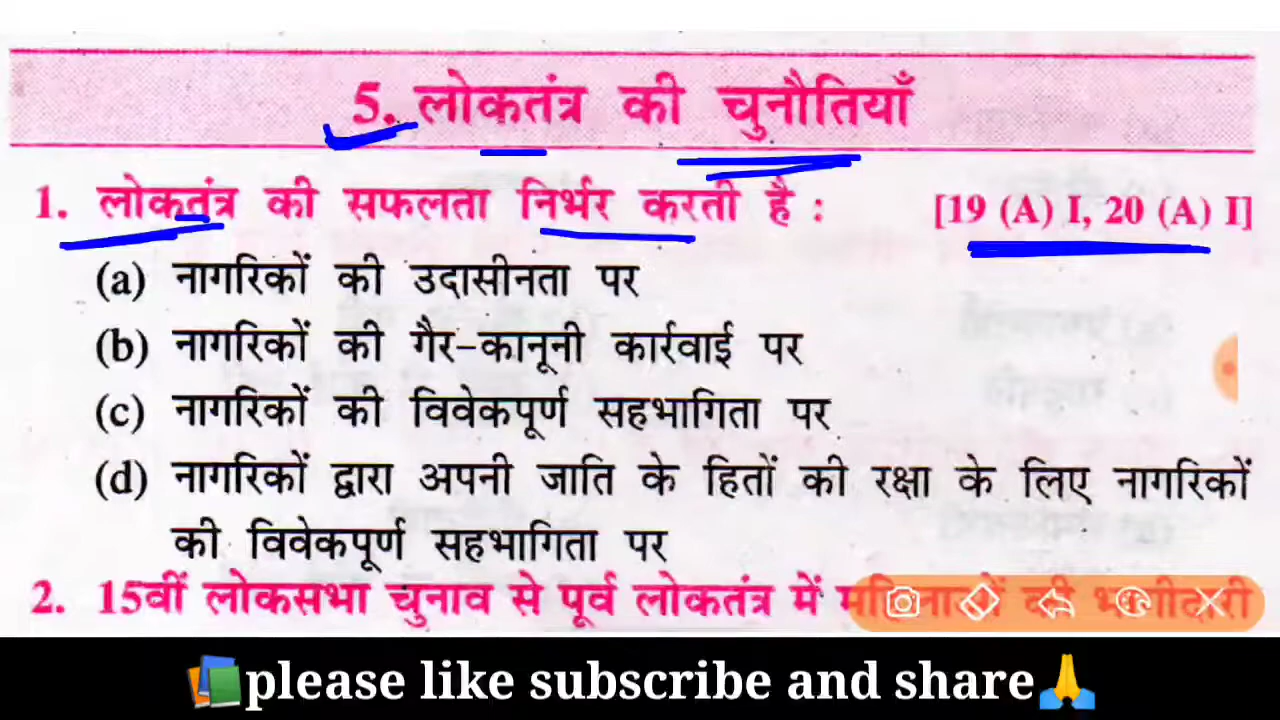 5. लोकतंत्र की चुनौतियाँ
1. लोकतंत्र की सफलता निर्भर करती है : [19 (A) I, 20 (A) I]
(a) नागरिकों की उदासीनता पर
(b) नागरिकों की गैर-कानूनी कार्रवाई पर
(c) नागरिकों की विवेकपूर्ण सहभागिता पर
(d) नागरिकों द्वारा अपनी जाति के हितों की रक्षा के लिए नागरिकों
की विवेकपूर्ण सहभागिता पर
2. 15वीं लोकसभा चुनाव से पूर्व लोकतंत्र में
please like subscribe and share